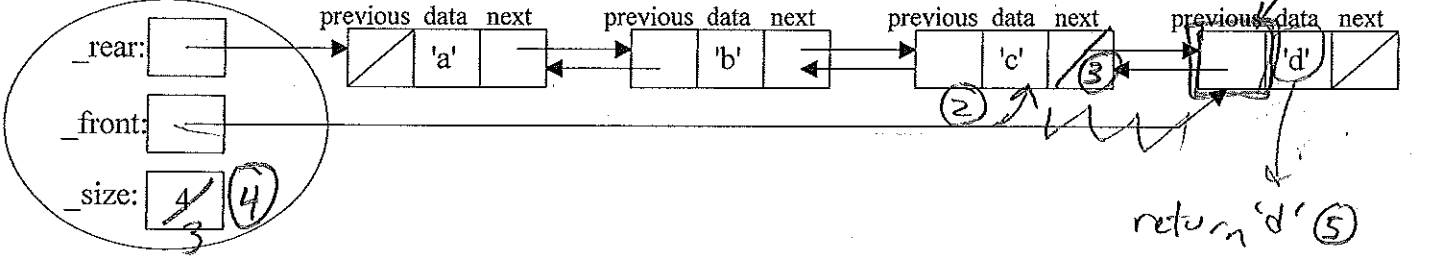 previous data next previous data next previous data next previous data next
_rear: 'a' 'b' 'c' ③ 'd'
②
_front:
_size: 4 ④
3
return 'd' ⑤